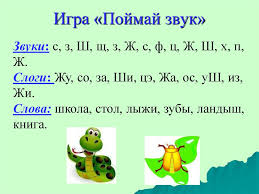 Игра «Поймай звук»
Звуки: с, з, Ш, щ, з, Ж, с, ф, ц, Ж, Ш, х, п,
Ж.
Слоги: Жу, со, за, Ши, цэ, Жа, ос, уШ, из,
Жи.
Слова: школа, стол, лыжи, зубы, ландыш,
книга.